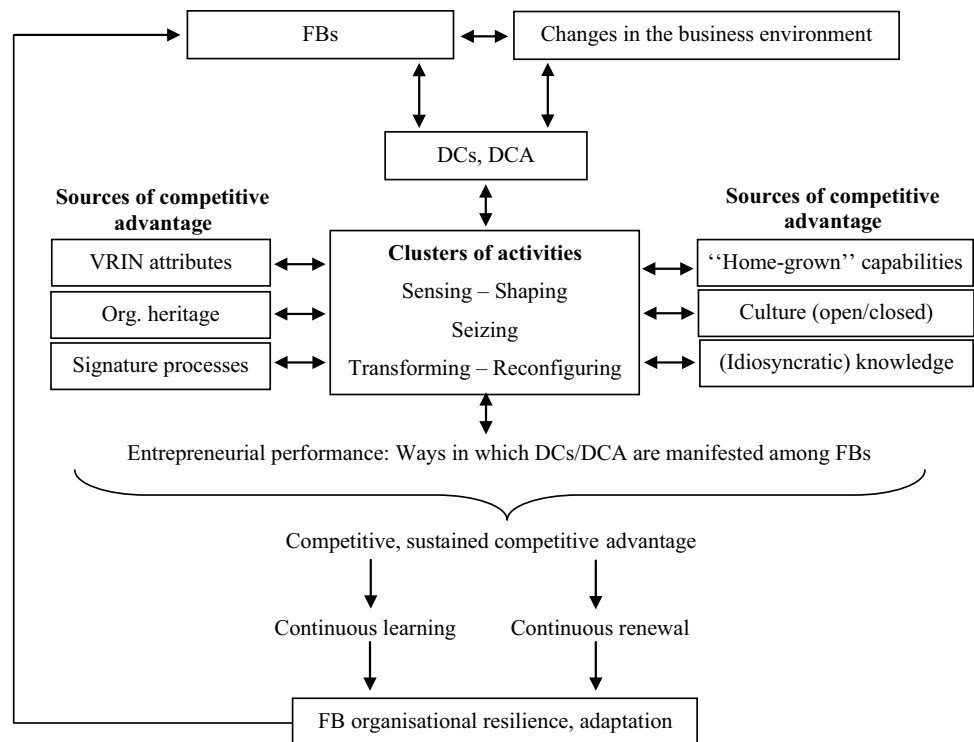 FBs
Changes in the business environment
DCs, DCA
Sources of competitive
advantage
VRIN attributes
Org. heritage
Signature processes
Clusters of activities
Sensing – Shaping
Seizing
Transforming – Reconfiguring
Sources of competitive
advantage
‘‘Home-grown’’ capabilities
Culture (open/closed)
(Idiosyncratic) knowledge
Entrepreneurial performance: Ways in which DCs/DCA are manifested among FBs
Competitive, sustained competitive advantage
Continuous learning
Continuous renewal
FB organisational resilience, adaptation